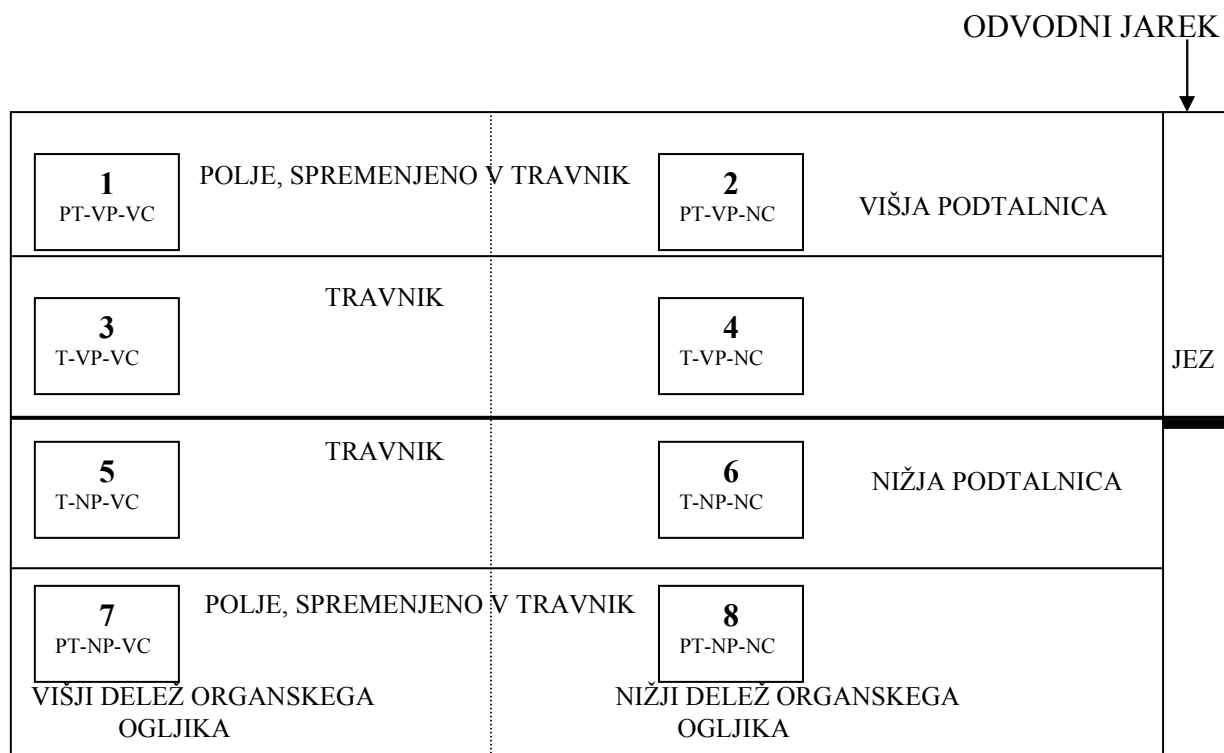 ODVODNI JAREK
1
PT-VP-VC
POLJE, SPREMENJENO V TRAVNIK
2
PT-VP-NC
VIŠJA PODTALNICA
TRAVNIK
3
T-VP-VC
4
T-VP-NC
JEZ
TRAVNIK
5
T-NP-VC
6
T-NP-NC
NIŽJA PODTALNICA
7
PT-NP-VC
POLJE, SPREMENJENO V TRAVNIK
8
PT-NP-NC
VIŠJI DELEŽ ORGANSKEGA
OGLJIKA
NIŽJI DELEŽ ORGANSKEGA
OGLJIKA